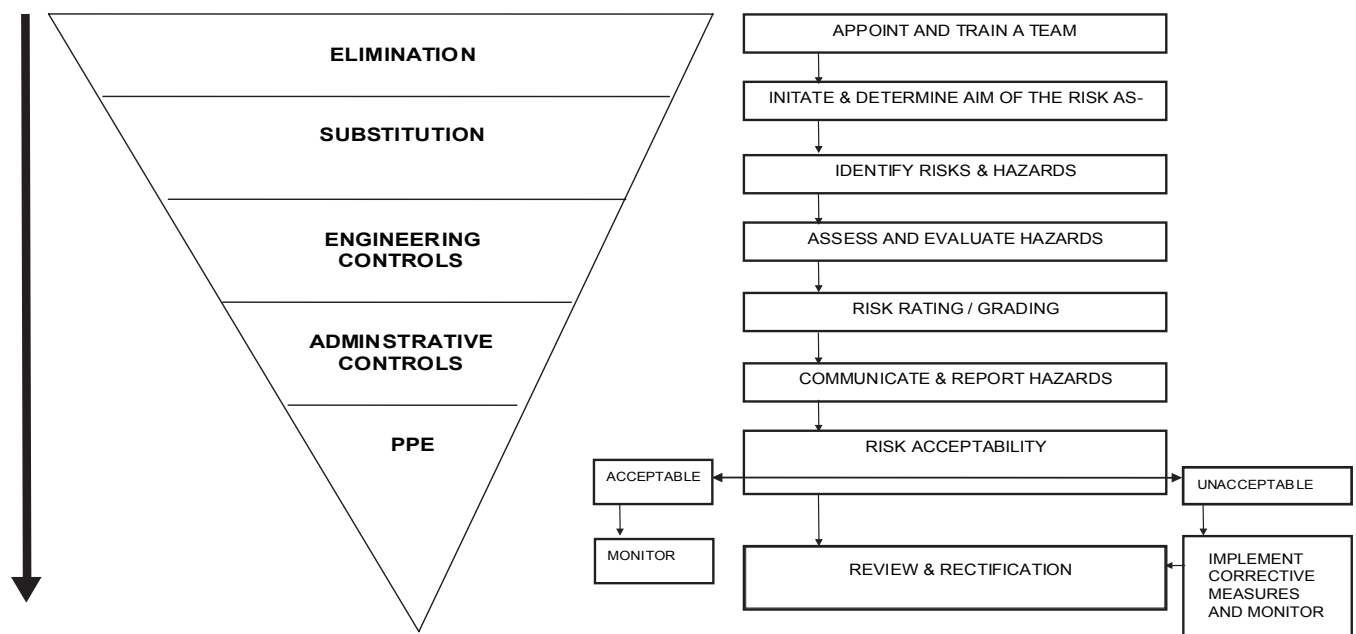 ELIMINATION
SUBSTITUTION
ENGINEERING
CONTROLS
ADMINSTRATIVE
CONTROLS
PPE
APPOINT AND TRAIN A TEAM
INITATE & DETERMINE AIM OF THE RISK AS-
IDENTIFY RISKS & HAZARDS
ASSESS AND EVALUATE HAZARDS
RISK RATING / GRADING
COMMUNICATE & REPORT HAZARDS
RISK ACCEPTABILITY
ACCEPTABLE
UNACCEPTABLE
MONITOR
REVIEW & RECTIFICATION
IMPLEMENT
CORRECTIVE
MEASURES
AND MONITOR